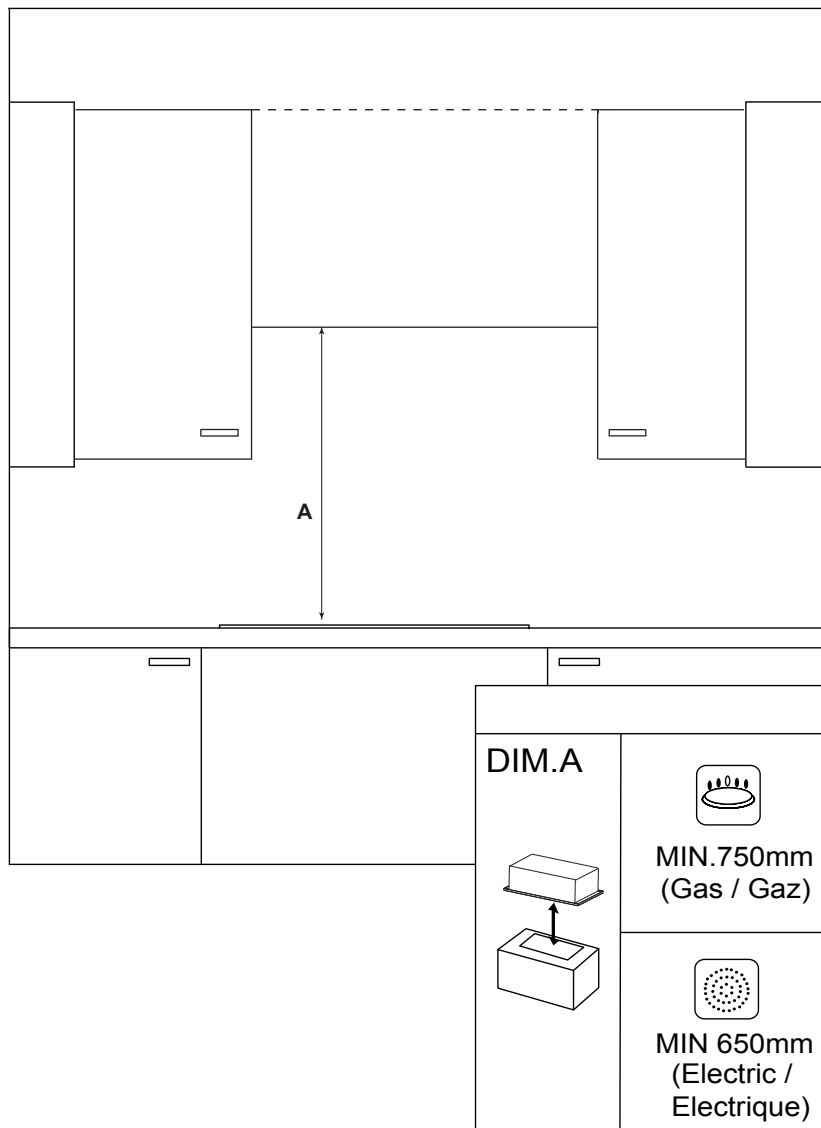 A
DIM.A
MIN.750mm
(Gas / Gaz)
MIN 650mm
(Electric /
Electrique)